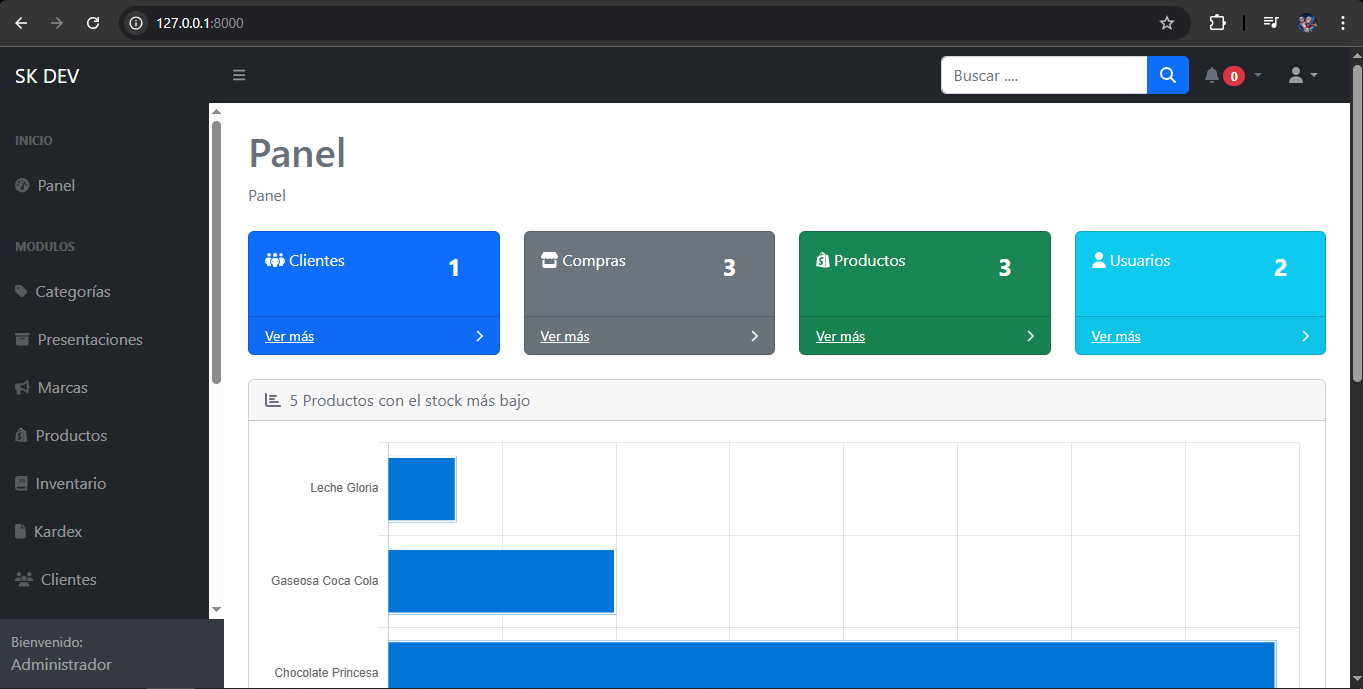 127.0.0.1:8000
SK DEV
Buscar ....
0
INICIO
Panel
MODULOS
Categorías
Presentaciones
Marcas
Productos
Inventario
Kardex
Clientes
Bienvenido:
Administrador
Panel
Panel
Clientes
1
Ver más
Compras
3
Ver más
Productos
3
Ver más
Usuarios
2
Ver más
5 Productos con el stock más bajo
Leche Gloria
Gaseosa Coca Cola
Chocolate Princesa